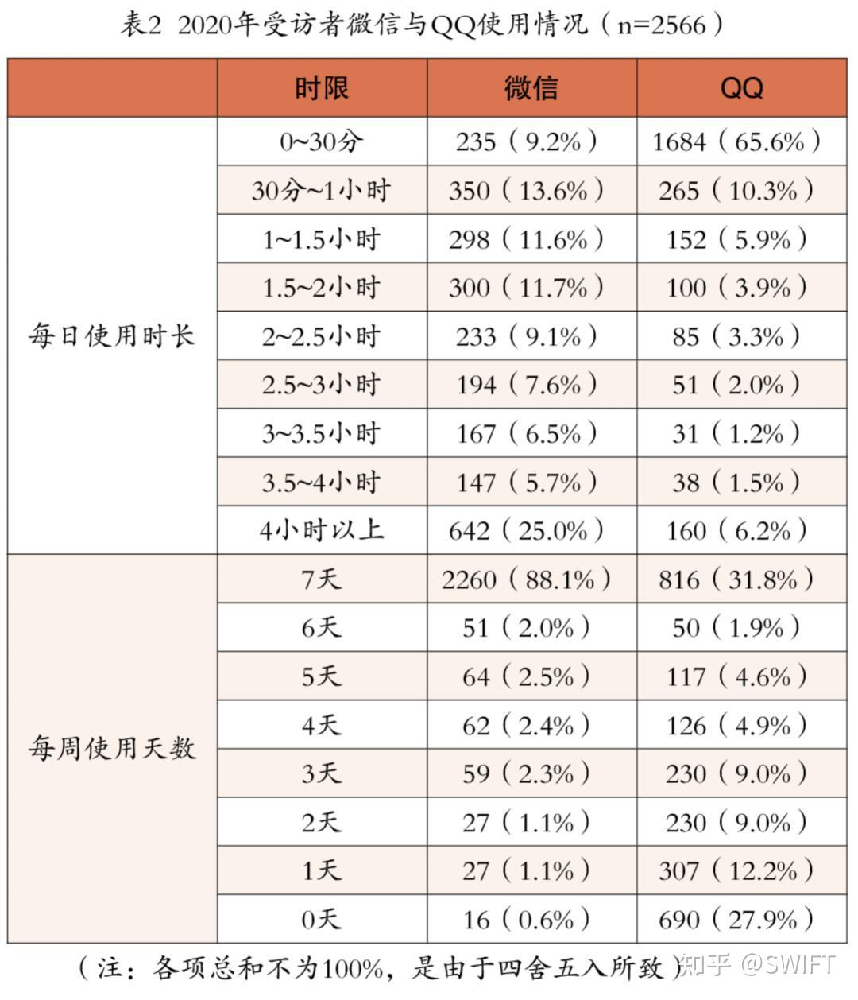 表2 2020年受访者微信与QQ使用情况（n=2566）
时限 微信 QQ
每日使用时长
0~30分 235（9.2%） 1684（65.6%）
30分~1小时 350（13.6%） 265（10.3%）
1~1.5小时 298（11.6%） 152（5.9%）
1.5~2小时 300（11.7%） 100（3.9%）
2~2.5小时 233（9.1%） 85（3.3%）
2.5~3小时 194（7.6%） 51（2.0%）
3~3.5小时 167（6.5%） 31（1.2%）
3.5~4小时 147（5.7%） 38（1.5%）
4小时以上 642（25.0%） 160（6.2%）
每周使用天数
7天 2260（88.1%） 816（31.8%）
6天 51（2.0%） 50（1.9%）
5天 64（2.5%） 117（4.6%）
4天 62（2.4%） 126（4.9%）
3天 59（2.3%） 230（9.0%）
2天 27（1.1%） 230（9.0%）
1天 27（1.1%） 307（12.2%）
0天 16（0.6%） 690（27.9%）
（注：各项总和不为100%，是由于四舍五入所致）
知乎 @SWIFT